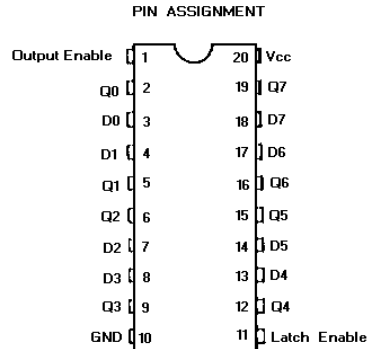 PIN ASSIGNMENT
Output Enable 1 20 Vcc
Q0 2 19 Q7
D0 3 18 D7
D1 4 17 D6
Q1 5 16 Q6
Q2 6 15 Q5
D2 7 14 D5
D3 8 13 D4
Q3 9 12 Q4
GND 10 11 Latch Enable